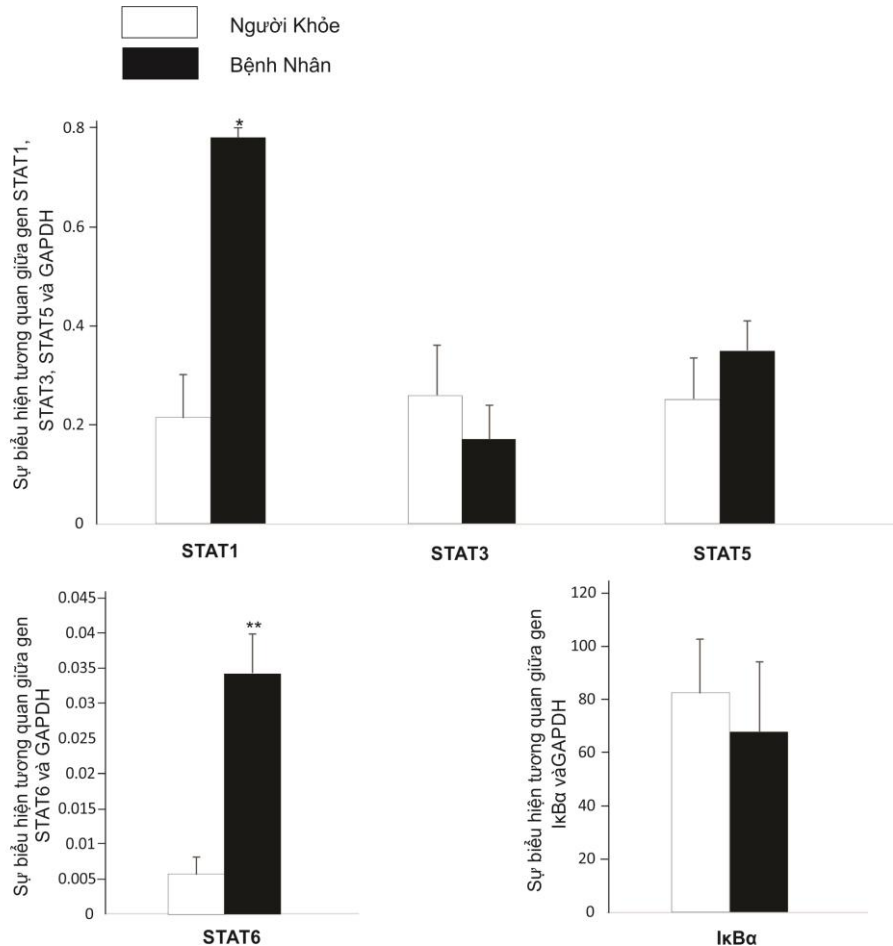 Người Khỏe
Bệnh Nhân
Sự biểu hiện tương quan giữa gen STAT1,
STAT3, STAT5 và GAPDH
0.8
0.6
0.4
0.2
0
*
STAT1
STAT3
STAT5
Sự biểu hiện tương quan giữa gen
STAT6 và GAPDH
0.045
0.04
0.035
0.03
0.025
0.02
0.015
0.01
0.005
0
**
STAT6
Sự biểu hiện tương quan giữa gen
IκBα vàGAPDH
120
100
80
60
40
20
0
IκBα